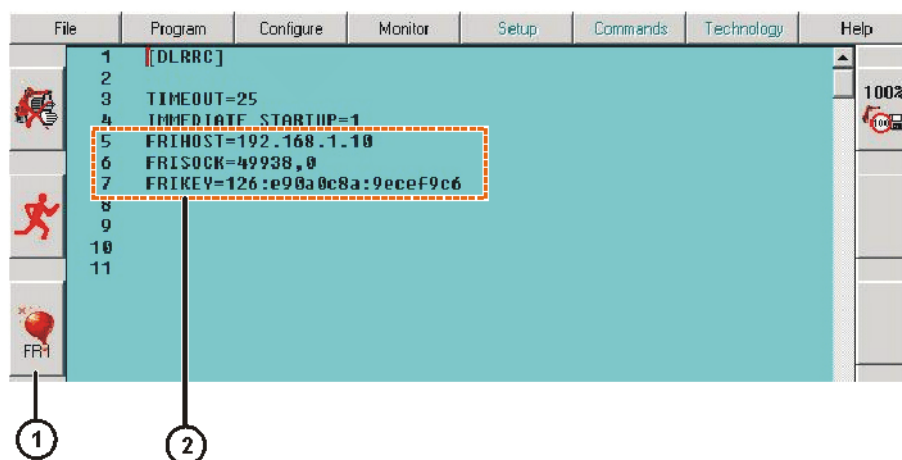 File Program Configure Monitor Setup Commands Technology Help
1 [DLRRC]
2
3 TIMEOUT=25
4 IMMEDIATE_STARTUP=1
5 FRIHOST=192.168.1.10
6 FRISOCK=49938,0
7 FRIKEY=126:e90a0c8a:9ecef9c6
8
9
10
11
100%
100
FRI
1 2